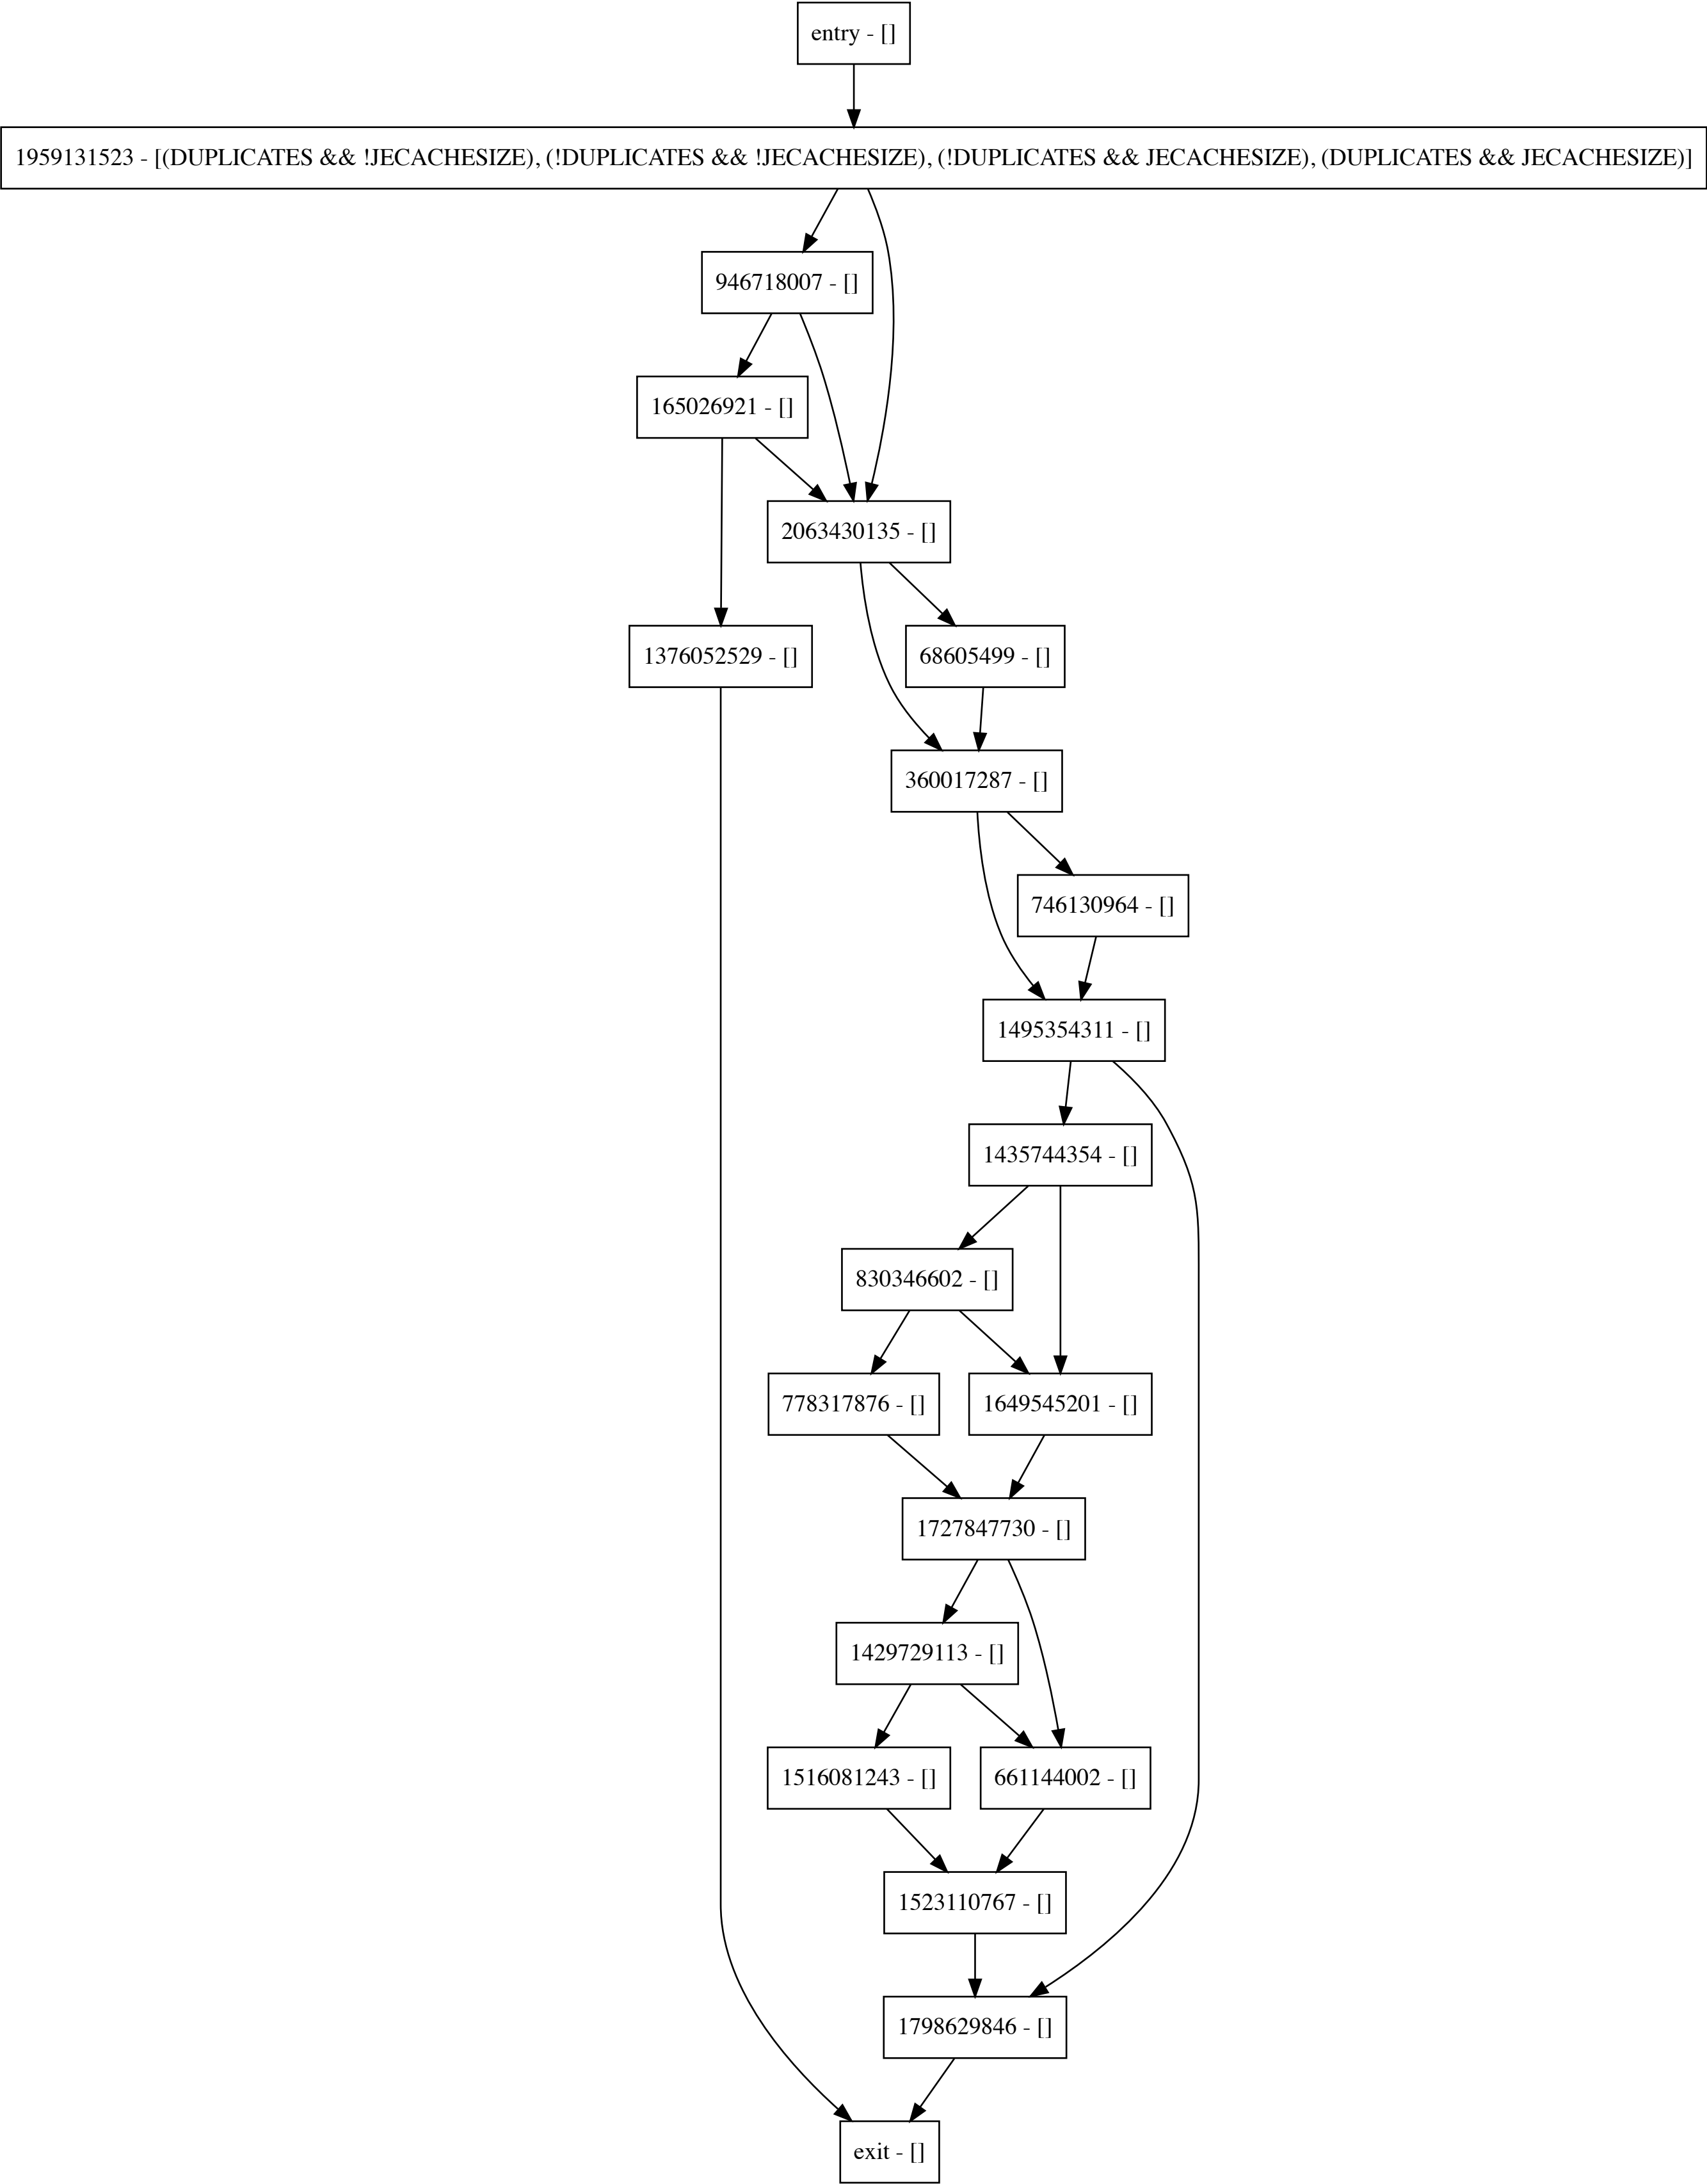 entry - []
1959131523 - [(DUPLICATES && !JECACHESIZE), (!DUPLICATES && !JECACHESIZE), (!DUPLICATES && JECACHESIZE), (DUPLICATES && JECACHESIZE)]
946718007 - []
165026921 - []
2063430135 - []
1376052529 - []
68605499 - []
360017287 - []
746130964 - []
1495354311 - []
1435744354 - []
830346602 - []
778317876 - []
1649545201 - []
1727847730 - []
1429729113 - []
1516081243 - []
661144002 - []
1523110767 - []
1798629846 - []
exit - []